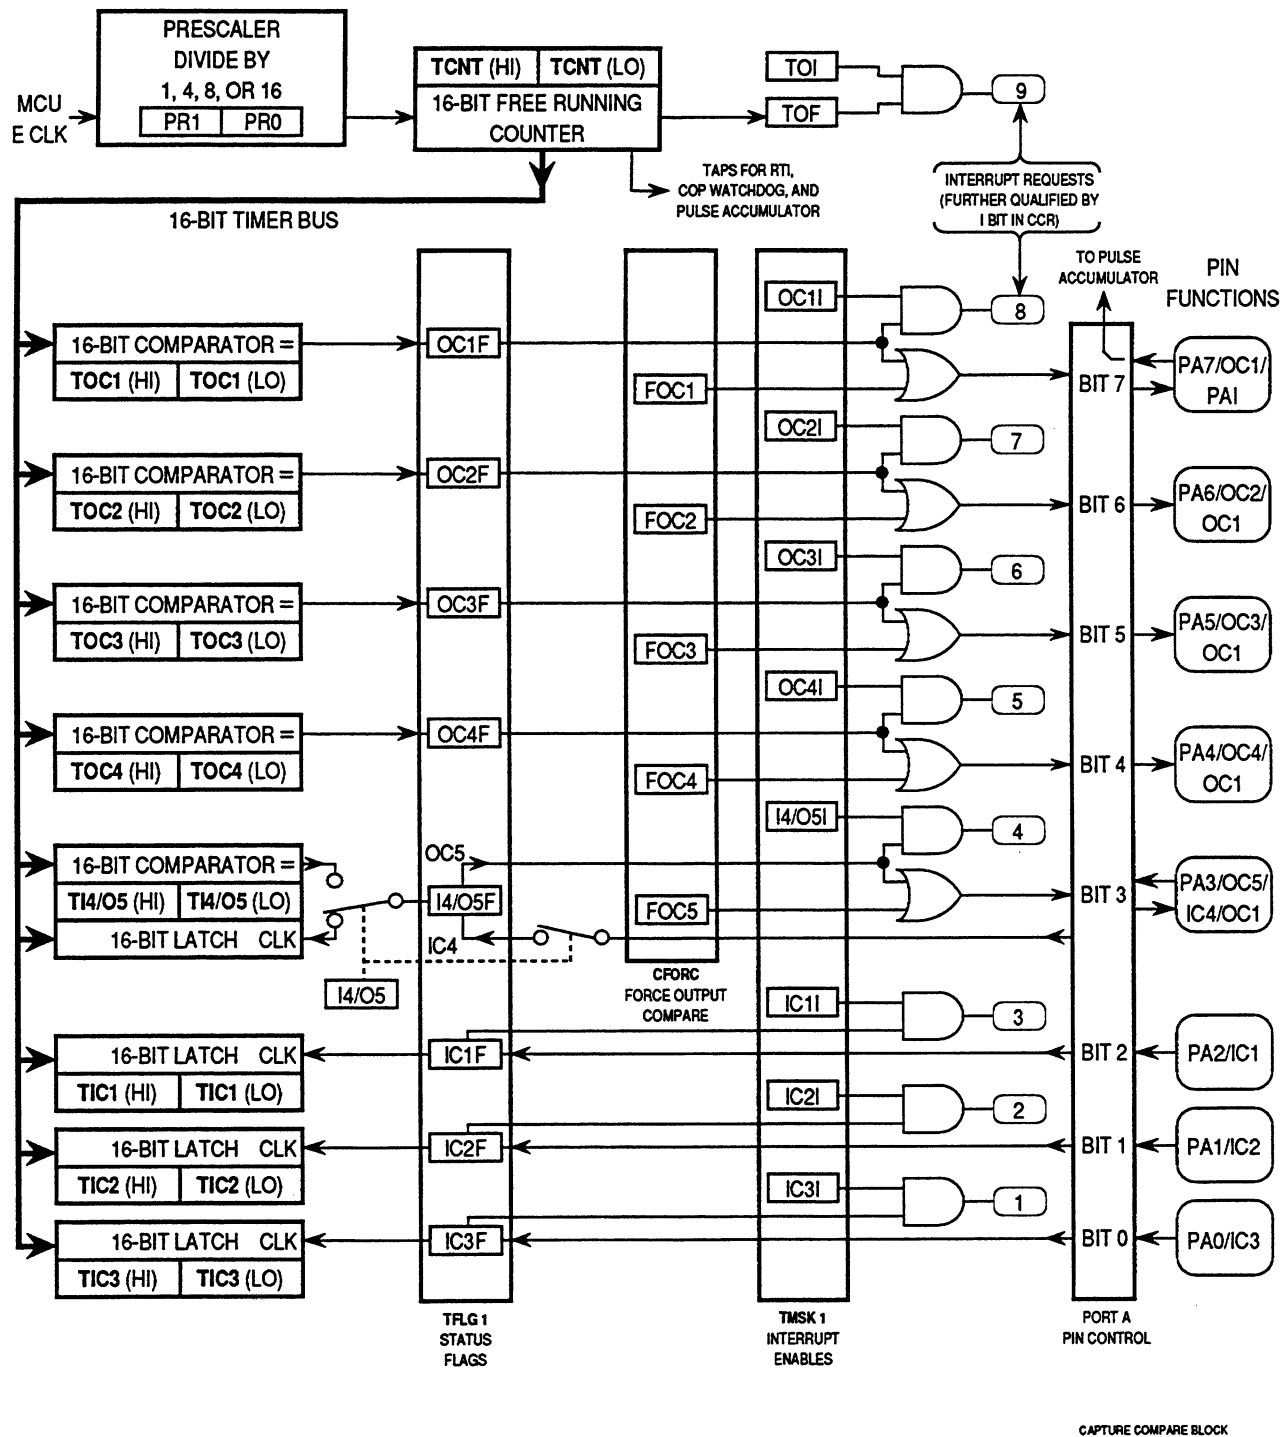 PRESCALER
DIVIDE BY
1, 4, 8, OR 16
PR1 PR0
MCU
E CLK
TCNT (HI) TCNT (LO)
16-BIT FREE RUNNING
COUNTER
TOI
TOF
9
TAPS FOR RTI,
COP WATCHDOG, AND
PULSE ACCUMULATOR
INTERRUPT REQUESTS
(FURTHER QUALIFIED BY
I BIT IN CCR)
16-BIT TIMER BUS
TO PULSE
ACCUMULATOR
PIN
FUNCTIONS
OC1I
8
16-BIT COMPARATOR =
TOC1 (HI) TOC1 (LO)
OC1F
FOC1
BIT 7
PA7/OC1/
PAI
OC2I
7
16-BIT COMPARATOR =
TOC2 (HI) TOC2 (LO)
OC2F
FOC2
BIT 6
PA6/OC2/
OC1
OC3I
6
16-BIT COMPARATOR =
TOC3 (HI) TOC3 (LO)
OC3F
FOC3
BIT 5
PA5/OC3/
OC1
OC4I
5
16-BIT COMPARATOR =
TOC4 (HI) TOC4 (LO)
OC4F
FOC4
BIT 4
PA4/OC4/
OC1
I4/O5I
4
16-BIT COMPARATOR =
TI4/O5 (HI) TI4/O5 (LO)
16-BIT LATCH CLK
OC5
I4/O5F
IC4
I4/O5
FOC5
BIT 3
PA3/OC5/
IC4/OC1
CFORC
FORCE OUTPUT
COMPARE
IC1I
3
16-BIT LATCH CLK
TIC1 (HI) TIC1 (LO)
IC1F
BIT 2
PA2/IC1
IC2I
2
16-BIT LATCH CLK
TIC2 (HI) TIC2 (LO)
IC2F
BIT 1
PA1/IC2
IC3I
1
16-BIT LATCH CLK
TIC3 (HI) TIC3 (LO)
IC3F
BIT 0
PA0/IC3
TFLG 1
STATUS
FLAGS
TMSK 1
INTERRUPT
ENABLES
PORT A
PIN CONTROL
CAPTURE COMPARE BLOCK